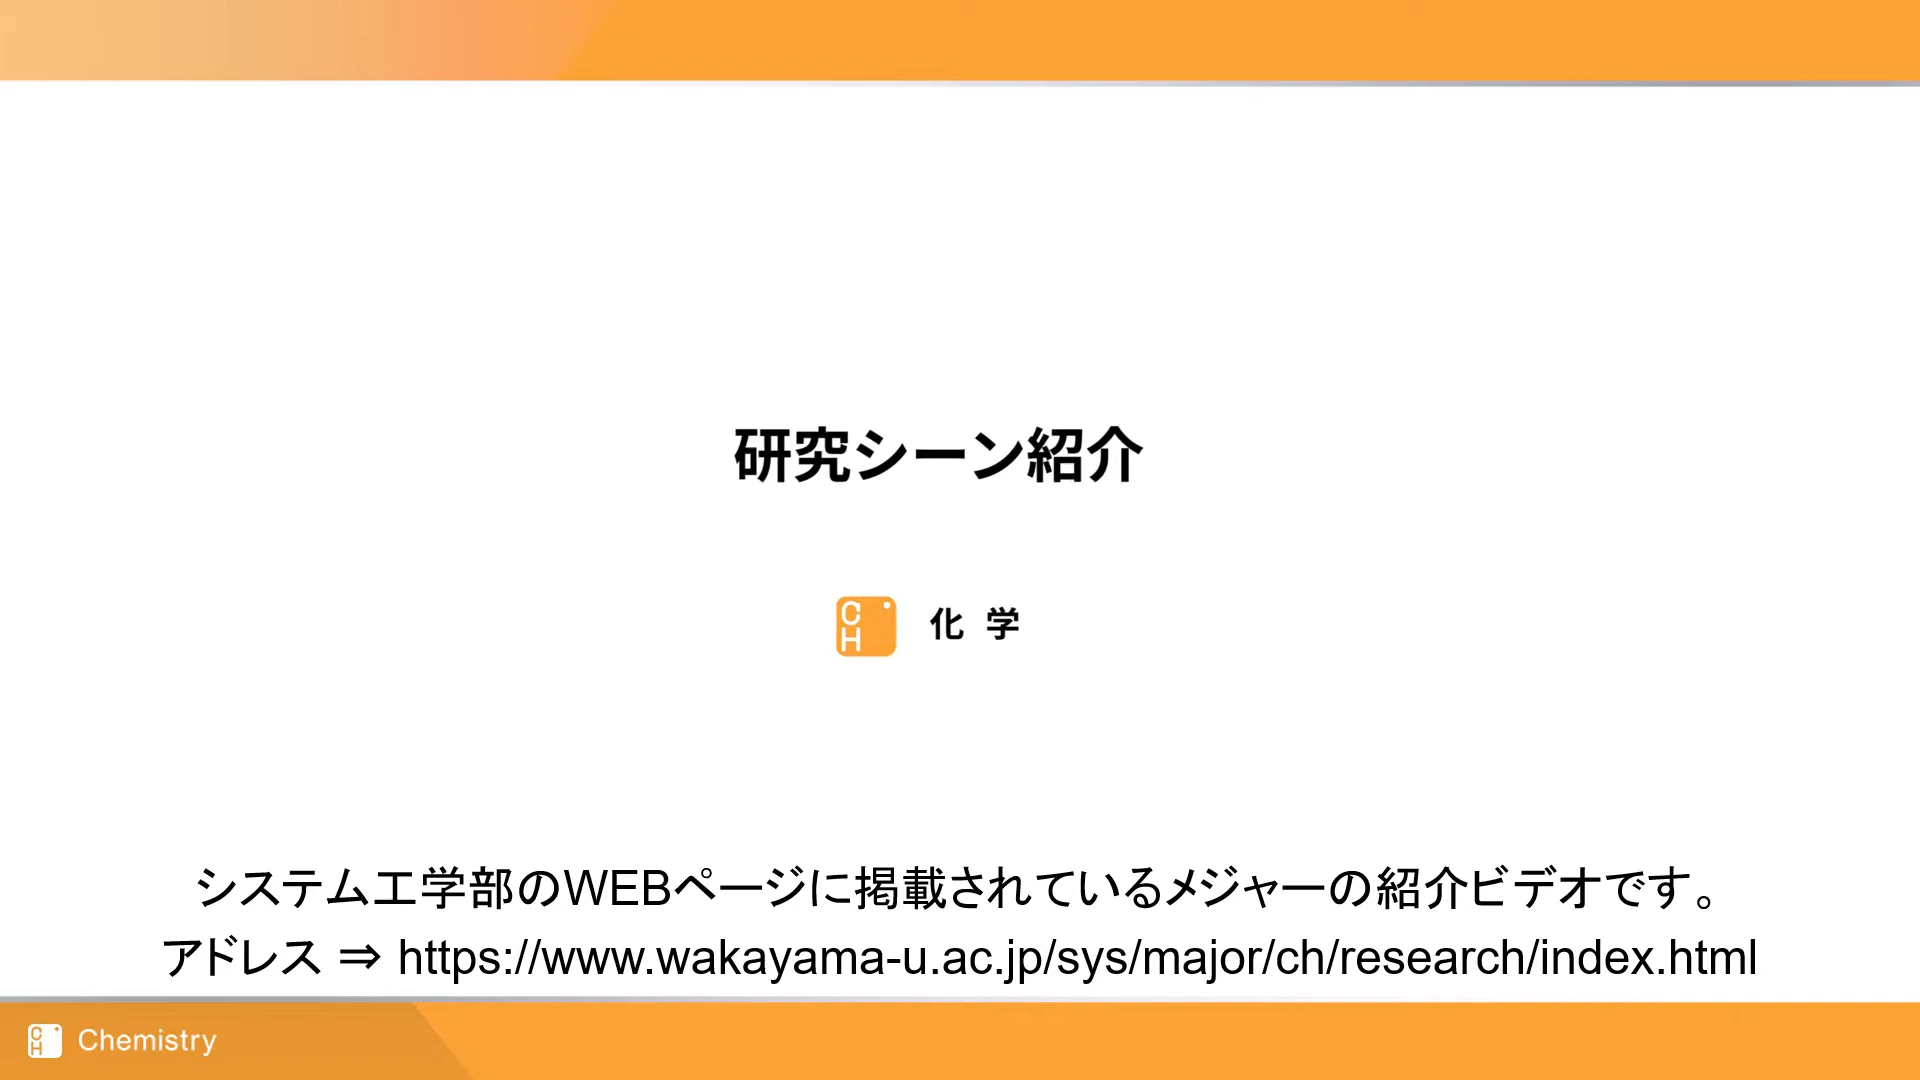 研究シーン紹介
CH 化学
システム工学部のWEBページに掲載されているメジャーの紹介ビデオです。
アドレス ⇒ https://www.wakayama-u.ac.jp/sys/major/ch/research/index.html
CH Chemistry